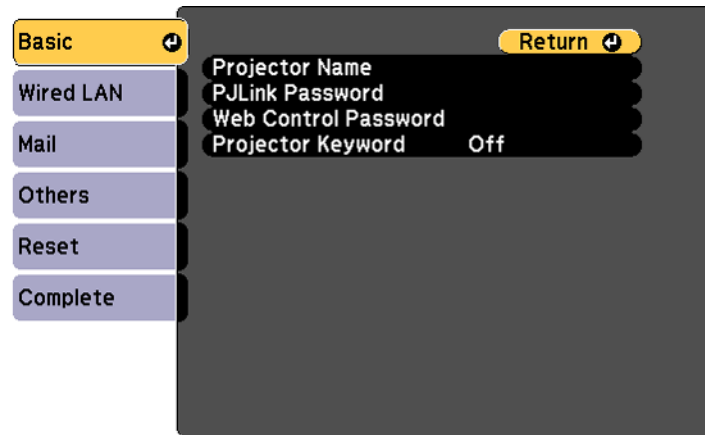 Basic
Wired LAN
Mail
Others
Reset
Complete
Return
Projector Name
PJLink Password
Web Control Password
Projector Keyword Off